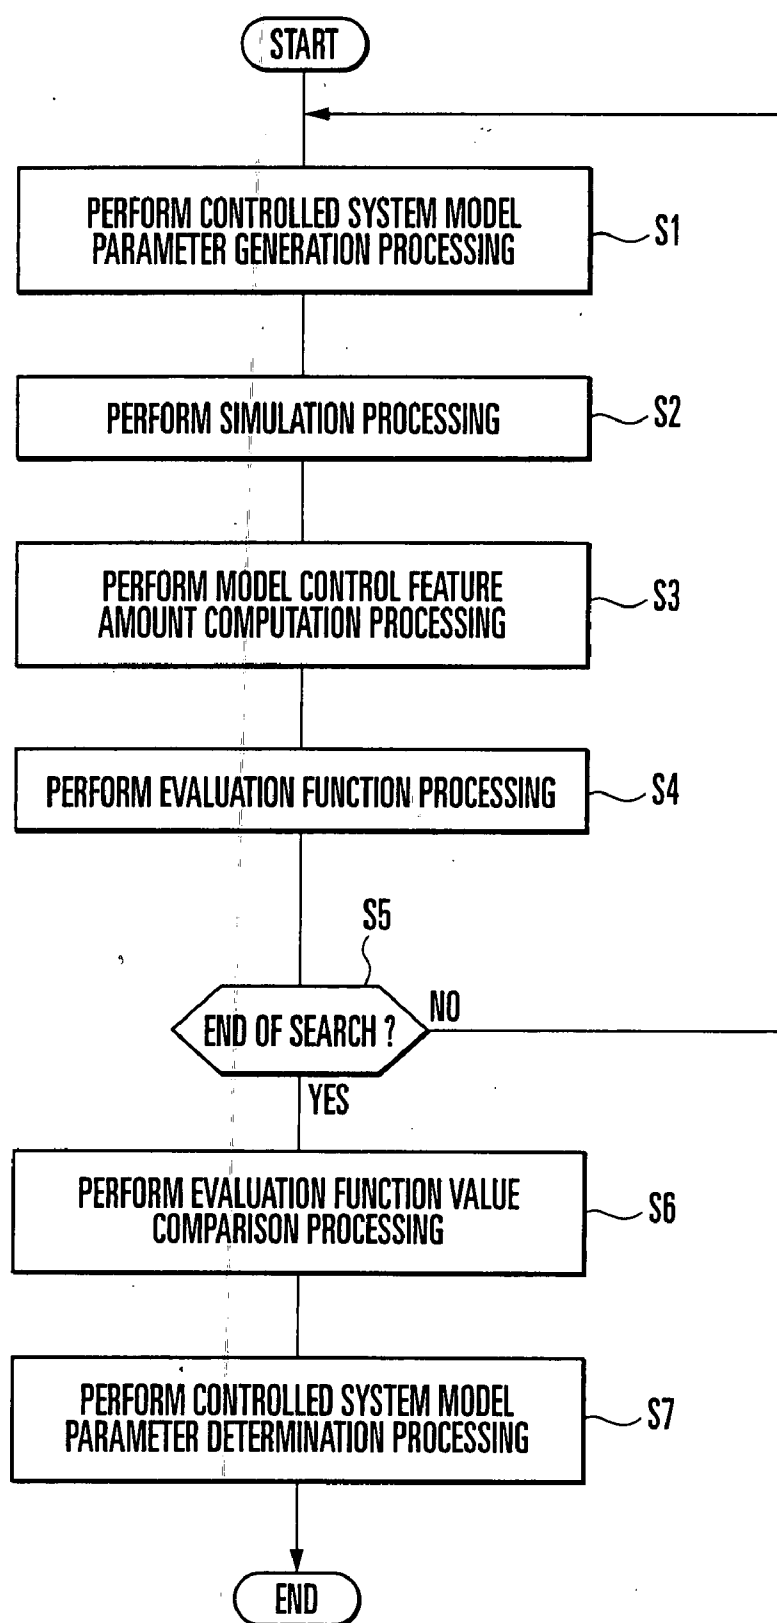 START
PERFORM CONTROLLED SYSTEM MODEL
PARAMETER GENERATION PROCESSING
S1
PERFORM SIMULATION PROCESSING
S2
PERFORM MODEL CONTROL FEATURE
AMOUNT COMPUTATION PROCESSING
S3
PERFORM EVALUATION FUNCTION PROCESSING
S4
S5
END OF SEARCH ?
NO
YES
PERFORM EVALUATION FUNCTION VALUE
COMPARISON PROCESSING
S6
PERFORM CONTROLLED SYSTEM MODEL
PARAMETER DETERMINATION PROCESSING
S7
END